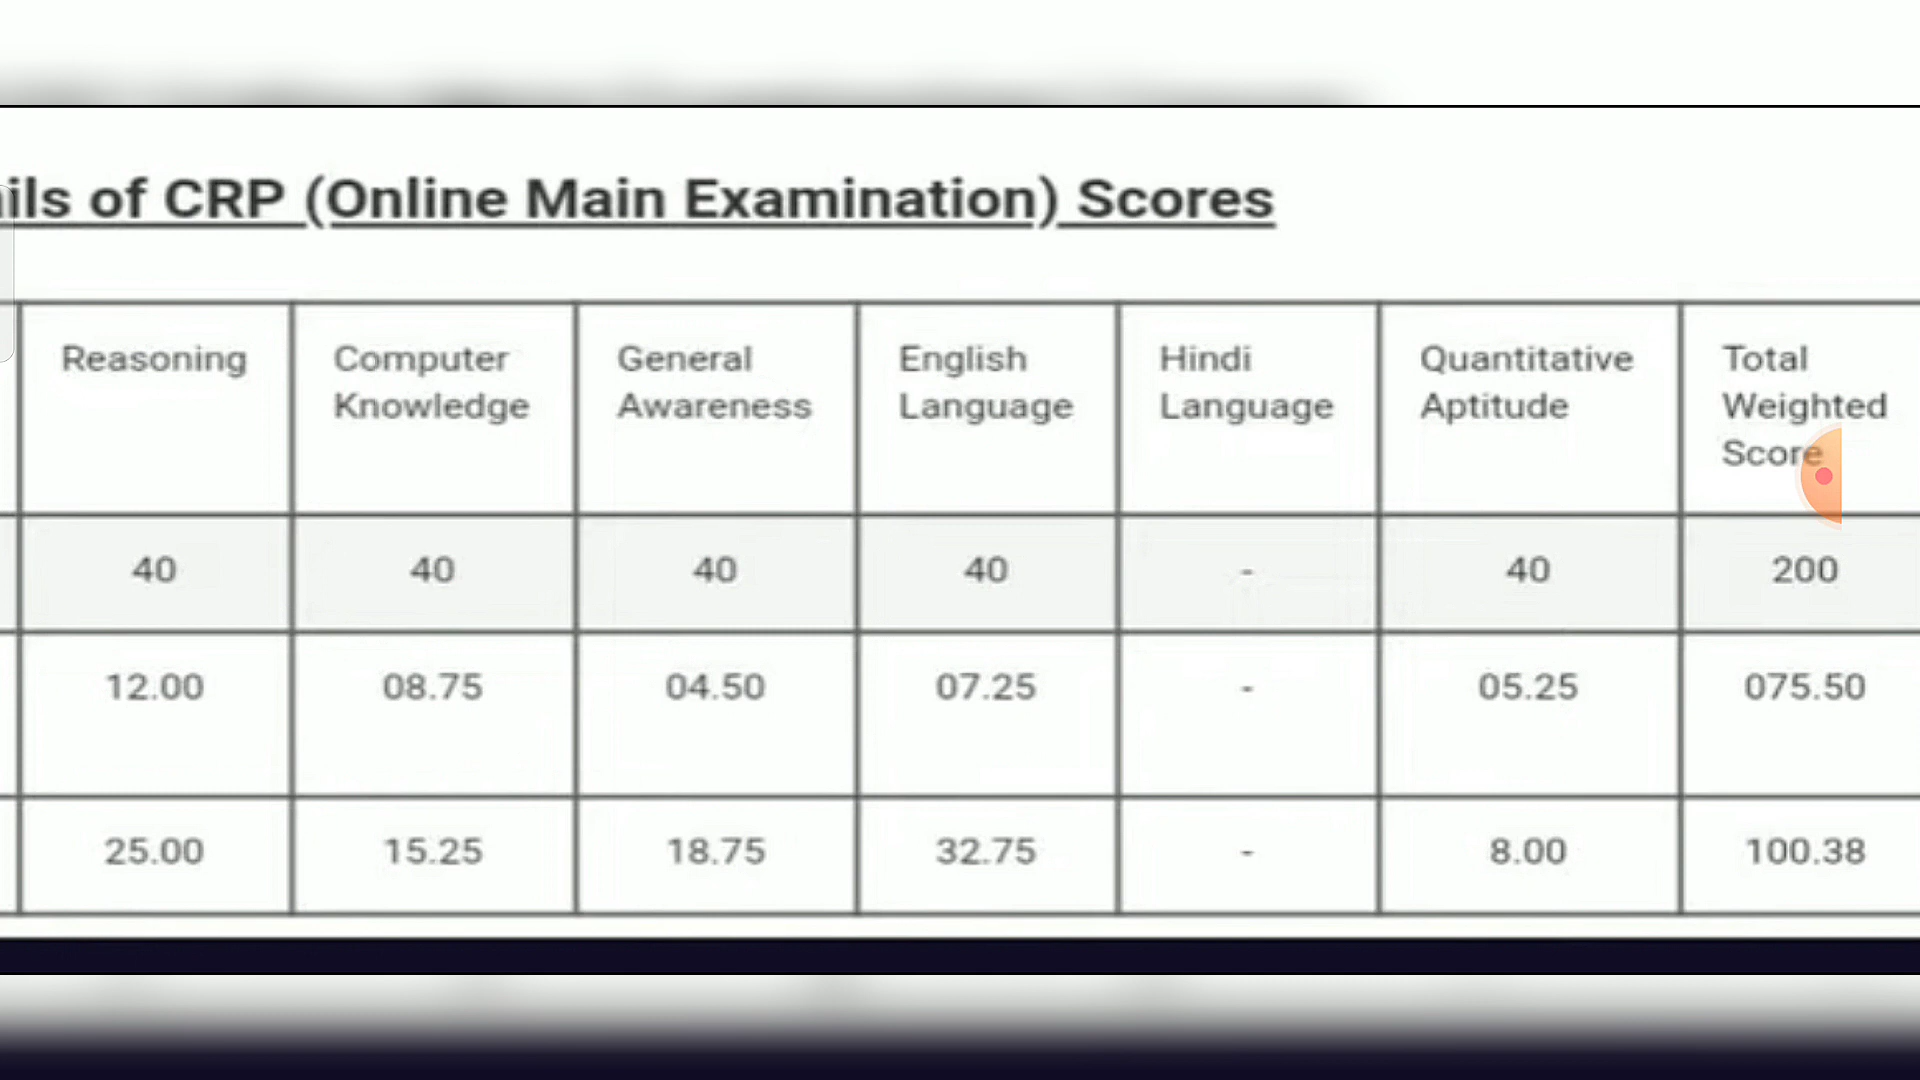 ils of CRP (Online Main Examination) Scores
Reasoning
Computer
Knowledge
General
Awareness
English
Language
Hindi
Language
Quantitative
Aptitude
Total
Weighted
Score
40 40 40 40 - 40 200
12.00 08.75 04.50 07.25 - 05.25 075.50
25.00 15.25 18.75 32.75 - 8.00 100.38